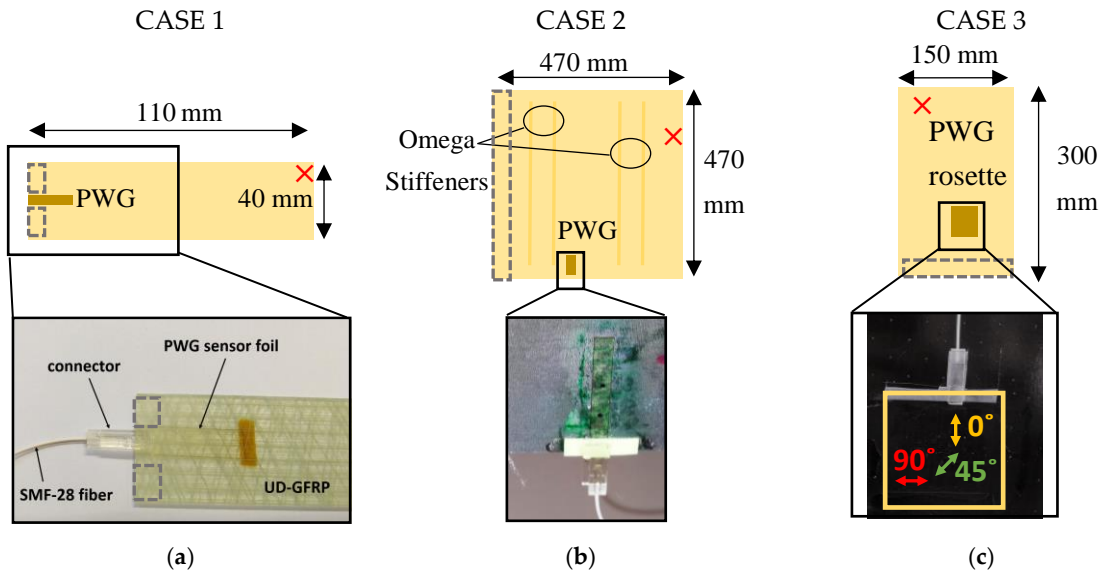 CASE 1
110 mm
PWG
40 mm
connector
PWG sensor foil
SMF-28 fiber
UD-GFRP
(a)
CASE 2
470 mm
Omega
Stiffeners
470
mm
PWG
(b)
CASE 3
150 mm
PWG
rosette
300
mm
0°
90°
45°
(c)